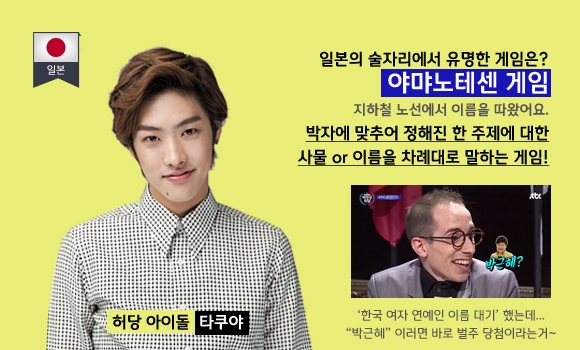 일본
일본의 술자리에서 유명한 게임은?
야먀노테센 게임
지하철 노선에서 이름을 따왔어요.
박자에 맞추어 정해진 한 주제에 대한
사물 or 이름을 차례대로 말하는 게임!
jtbc
박근혜?
허당 아이돌 타쿠야
‘한국 여자 연예인 이름 대기’ 했는데...
“박근혜” 이러면 바로 벌주 당첨이라는거~